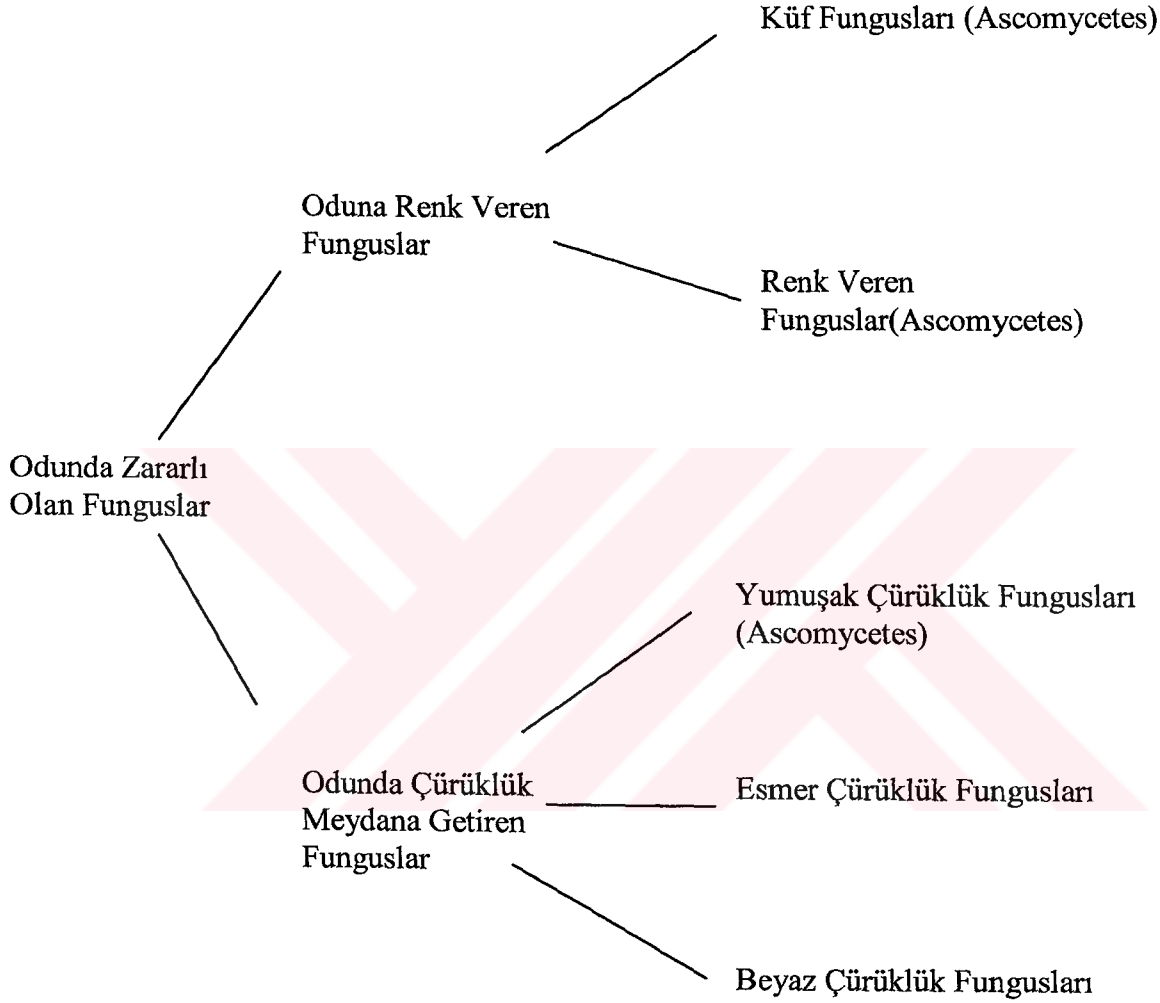 Küf Fungusları (Ascomycetes)
Oduna Renk Veren
Funguslar
Renk Veren
Funguslar(Ascomycetes)
Odunda Zararlı
Olan Funguslar
Yumuşak Çürüklük Fungusları
(Ascomycetes)
Odunda Çürüklük
Meydana Getiren
Funguslar
Esmer Çürüklük Fungusları
Beyaz Çürüklük Fungusları